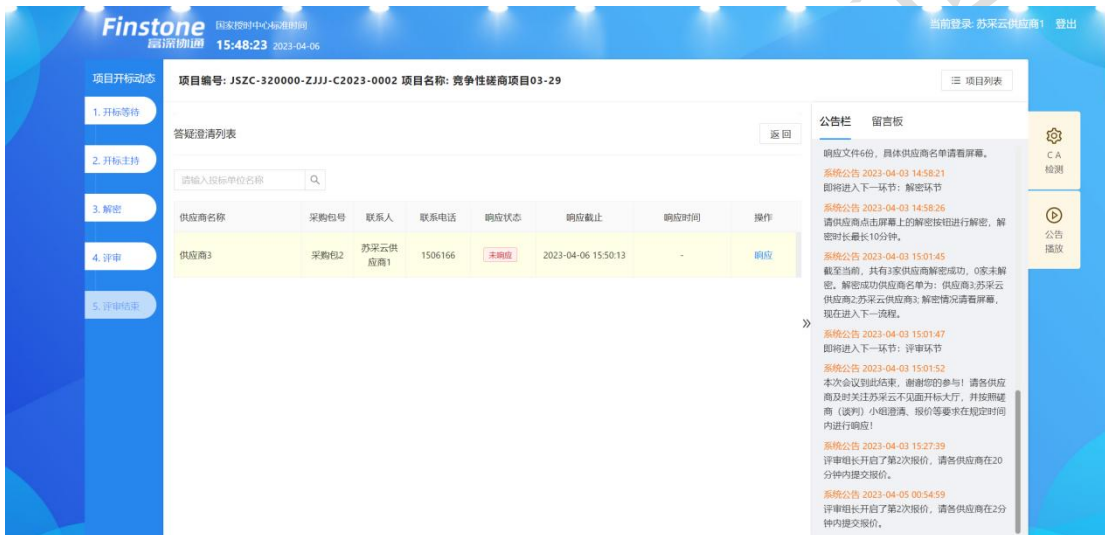 Finstone
富深协通
国家授时中心标准时间
15:48:23 2023-04-06
当前登录: 苏采云供应商1 登出
项目开标动态
1. 开标等待
2. 开标主持
3. 解密
4. 评审
5. 评审结束
项目编号: JSZC-320000-ZJJJ-C2023-0002 项目名称: 竞争性磋商项目03-29
项目列表
答疑澄清列表
返 回
请输入投标单位名称
供应商名称 采购包号 联系人 联系电话 响应状态 响应截止 响应时间 操作
供应商3 采购包2 苏采云供 1506166 未响应 2023-04-06 15:50:13 - 响应
应商1
公告栏 留言板
响应文件6份，具体供应商名单请看屏幕。
系统公告 2023-04-03 14:58:21
即将进入下一环节：解密环节
系统公告 2023-04-03 14:58:26
请供应商点击屏幕上的解密按钮进行解密，解
密时长最长10分钟。
系统公告 2023-04-03 15:01:45
截至当前，共有3家供应商解密成功，0家未解
密。解密成功供应商名单为：供应商3;苏采云
供应商2;苏采云供应商3; 解密情况请看屏幕，
现在进入下一流程。
系统公告 2023-04-03 15:01:47
即将进入下一环节：评审环节
系统公告 2023-04-03 15:01:52
本次会议到此结束，谢谢您的参与！请各供应
商及时关注苏采云不见面开标大厅，并按照磋
商（谈判）小组澄清、报价等要求在规定时间
内进行响应！
系统公告 2023-04-03 15:27:39
评审组长开启了第2次报价，请各供应商在20
分钟内提交报价。
系统公告 2023-04-05 00:54:59
评审组长开启了第2次报价，请各供应商在2分
钟内提交报价。
C A
检测
公告
播放